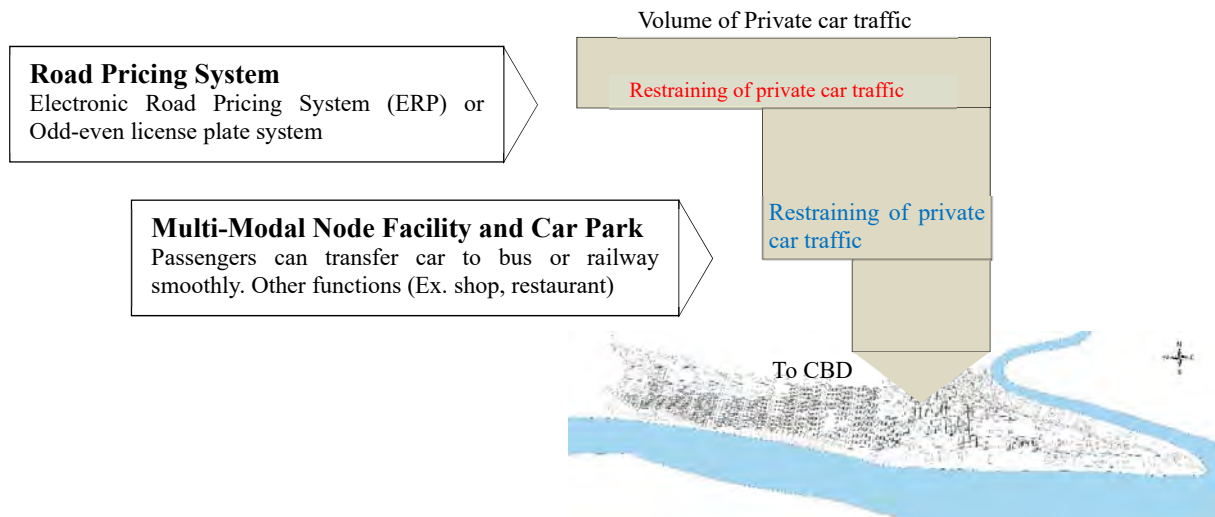 Volume of Private car traffic
Road Pricing System
Electronic Road Pricing System (ERP) or
Odd-even license plate system
Restraining of private car traffic
Multi-Modal Node Facility and Car Park
Passengers can transfer car to bus or railway
smoothly. Other functions (Ex. shop, restaurant)
Restraining of private
car traffic
To CBD
N
E
S